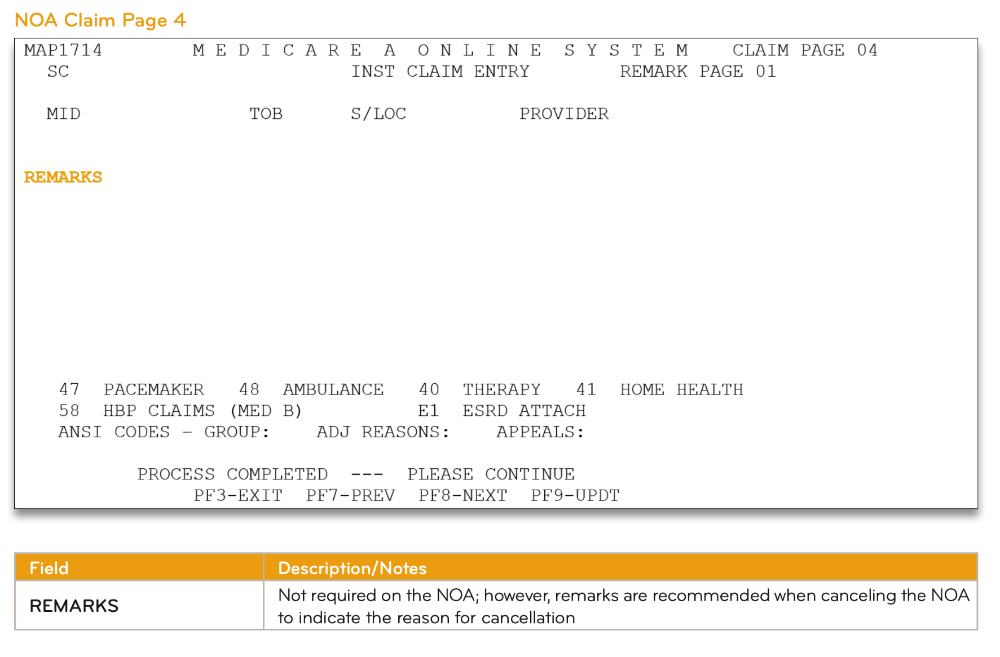 NOA Claim Page 4
MAP1714 M E D I C A R E A O N L I N E S Y S T E M CLAIM PAGE 04
SC INST CLAIM ENTRY REMARK PAGE 01
MID TOB S/LOC PROVIDER
REMARKS
47 PACEMAKER 48 AMBULANCE 40 THERAPY 41 HOME HEALTH
58 HBP CLAIMS (MED B) E1 ESRD ATTACH
ANSI CODES – GROUP: ADJ REASONS: APPEALS:
PROCESS COMPLETED --- PLEASE CONTINUE
PF3-EXIT PF7-PREV PF8-NEXT PF9-UPDT
Field Description/Notes
REMARKS Not required on the NOA; however, remarks are recommended when canceling the NOA
to indicate the reason for cancellation